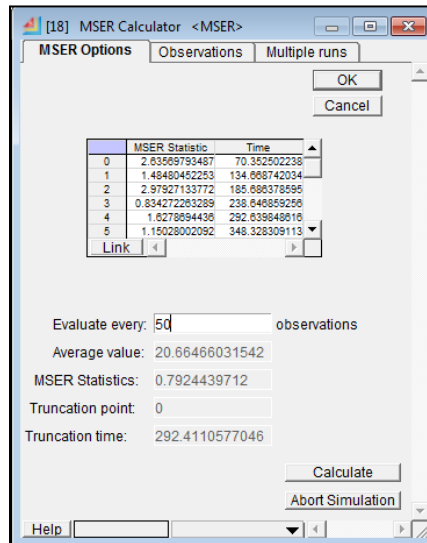 [18] MSER Calculator <MSER>
MSER Options Observations Multiple runs
OK
Cancel
MSER Statistic Time
0 2.63569793487 70.352502238
1 1.48480452253 134.668742034
2 2.97927133772 185.686378595
3 0.834272263289 238.646859256
4 1.6278694436 292.639848616
5 1.15028002092 348.328309113
Link
Evaluate every: 50 observations
Average value: 20.66466031542
MSER Statistics: 0.7924439712
Truncation point: 0
Truncation time: 292.4110577046
Calculate
Abort Simulation
Help